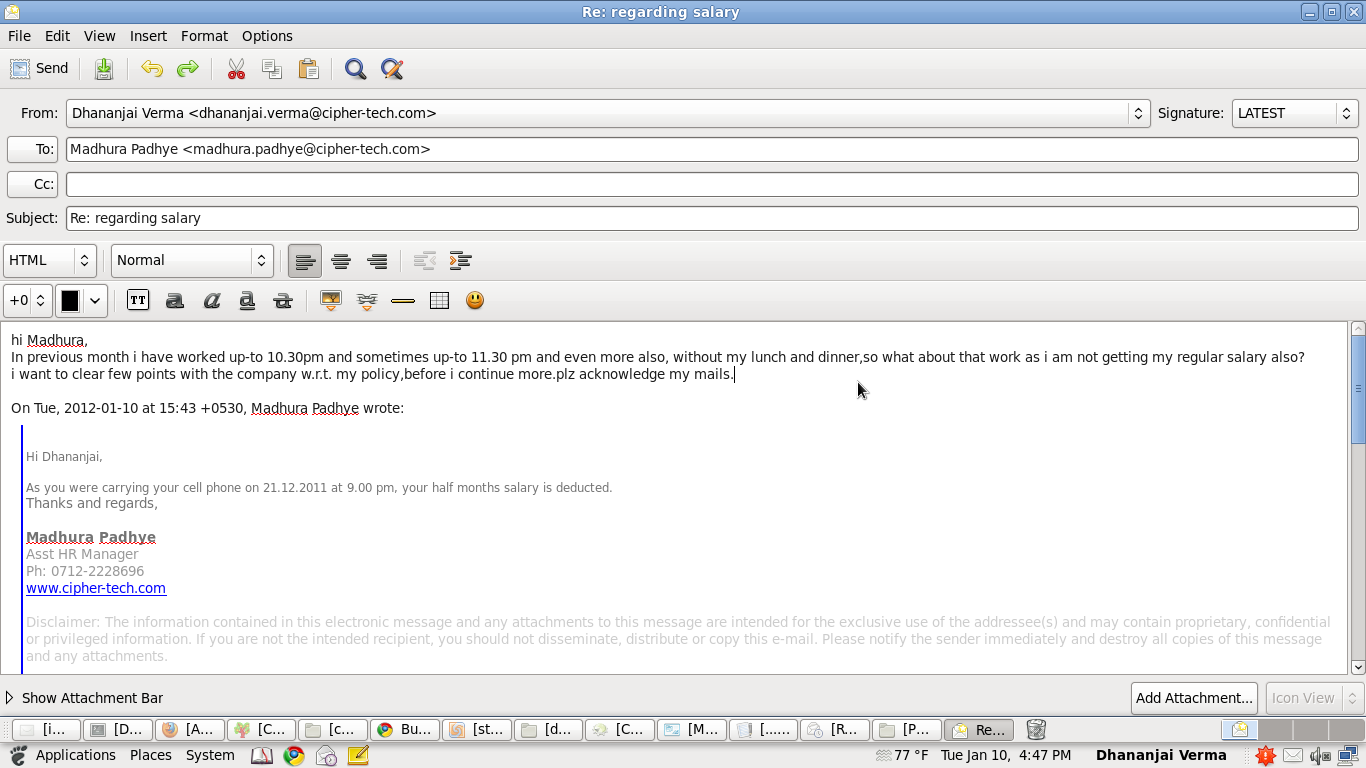 Re: regarding salary
File Edit View Insert Format Options
Send
From: Dhananjai Verma <dhananjai.verma@cipher-tech.com> Signature: LATEST
To: Madhura Padhye <madhura.padhye@cipher-tech.com>
Cc:
Subject: Re: regarding salary
HTML Normal
+0 TT a a a a
hi Madhura,
In previous month i have worked up-to 10.30pm and sometimes up-to 11.30 pm and even more also, without my lunch and dinner,so what about that work as i am not getting my regular salary also?
i want to clear few points with the company w.r.t. my policy,before i continue more.plz acknowledge my mails.
On Tue, 2012-01-10 at 15:43 +0530, Madhura Padhye wrote:
Hi Dhananjai,
As you were carrying your cell phone on 21.12.2011 at 9.00 pm, your half months salary is deducted.
Thanks and regards,
Madhura Padhye
Asst HR Manager
Ph: 0712-2228696
www.cipher-tech.com
Disclaimer: The information contained in this electronic message and any attachments to this message are intended for the exclusive use of the addressee(s) and may contain proprietary, confidential
or privileged information. If you are not the intended recipient, you should not disseminate, distribute or copy this e-mail. Please notify the sender immediately and destroy all copies of this message
and any attachments.
Show Attachment Bar Add Attachment... Icon View
[i... [D... [A... [C... [c... Bu... [st... [d... [C... [M... [...... [R... [P... Re...
Applications Places System 77 °F Tue Jan 10, 4:47 PM Dhananjai Verma